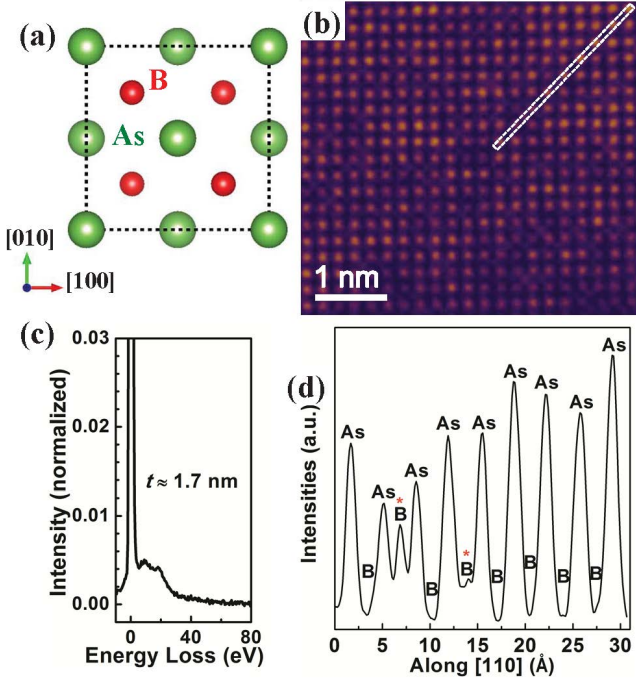 (a)
B
As
[010]
[100]
(b)
1 nm
(c)
0.03
0.02
0.01
0.00
Intensity (normalized)
t ≈ 1.7 nm
0 40 80
Energy Loss (eV)
(d)
Intensities (a.u.)
As
As
*
B
As
As
As
As
As
As
As
B
B
*
B
B
B
B
B
0 5 10 15 20 25 30
Along [110] (Å)